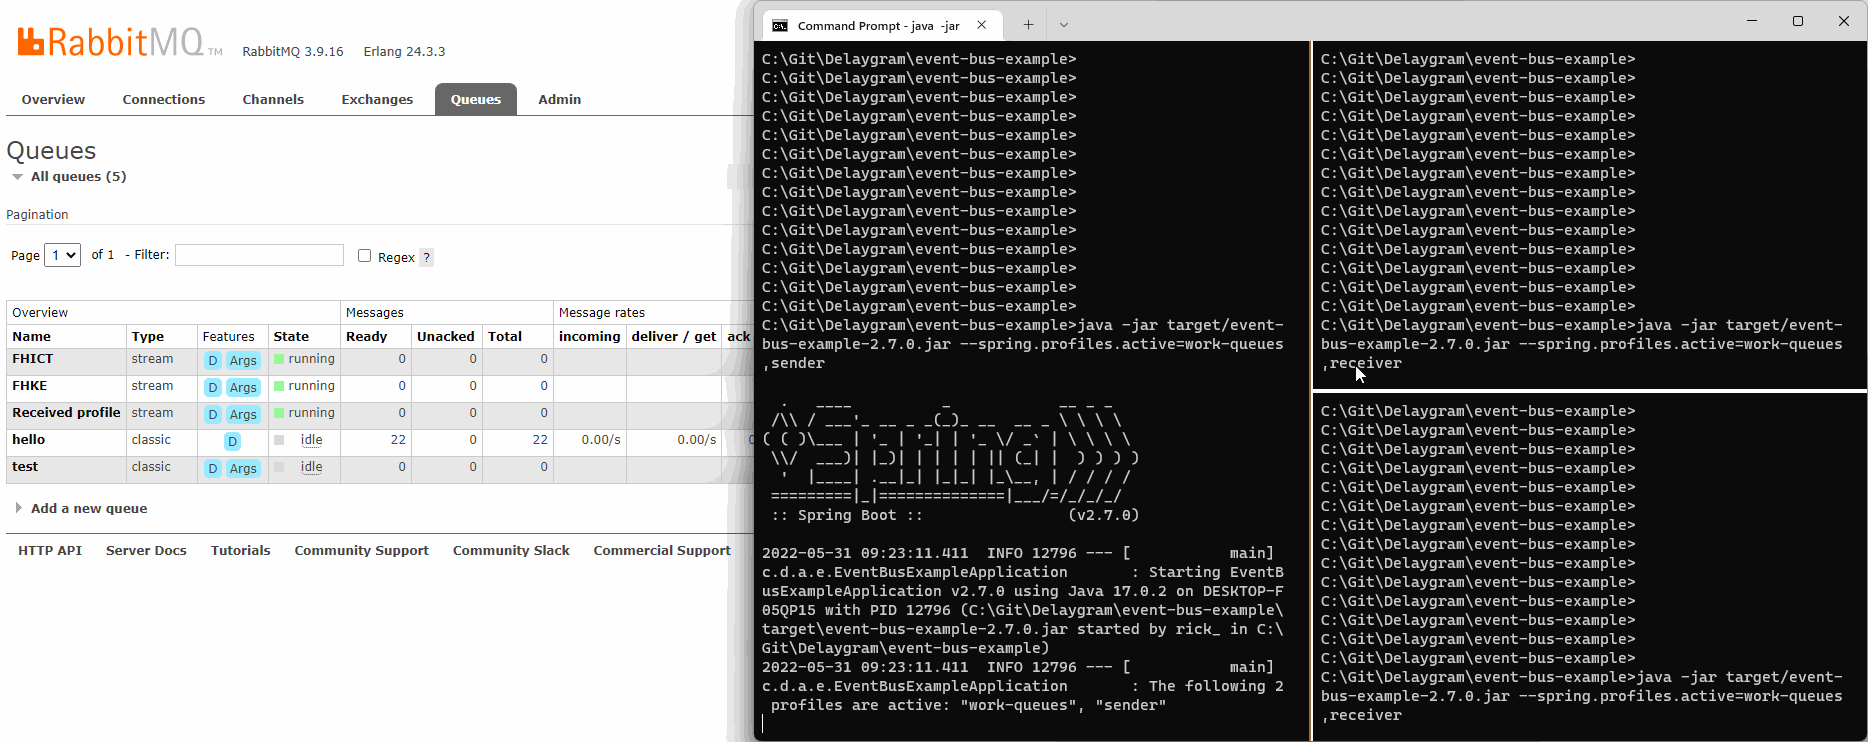 RabbitMQ TM RabbitMQ 3.9.16 Erlang 24.3.3
Overview Connections Channels Exchanges Queues Admin
Queues
All queues (5)
Pagination
Page 1 of 1 - Filter: Regex ?
Overview Messages Message rates
Name Type Features State Ready Unacked Total incoming deliver / get ack
FHICT stream D Args running 0 0 0
FHKE stream D Args running 0 0 0
Received profile stream D Args running 0 0 0
hello classic D idle 22 0 22 0.00/s 0.00/s 0
test classic D Args idle 0 0 0
Add a new queue
HTTP API Server Docs Tutorials Community Support Community Slack Commercial Support
Command Prompt - java -jar
C:\Git\Delaygram\event-bus-example>
C:\Git\Delaygram\event-bus-example>
C:\Git\Delaygram\event-bus-example>
C:\Git\Delaygram\event-bus-example>
C:\Git\Delaygram\event-bus-example>
C:\Git\Delaygram\event-bus-example>
C:\Git\Delaygram\event-bus-example>
C:\Git\Delaygram\event-bus-example>
C:\Git\Delaygram\event-bus-example>
C:\Git\Delaygram\event-bus-example>
C:\Git\Delaygram\event-bus-example>
C:\Git\Delaygram\event-bus-example>
C:\Git\Delaygram\event-bus-example>
C:\Git\Delaygram\event-bus-example>
C:\Git\Delaygram\event-bus-example>java -jar target/event-
bus-example-2.7.0.jar --spring.profiles.active=work-queues
,sender
  .   ____          _            __ _ _
 /\\ / ___'_ __ _ _(_)_ __  __ _ \ \ \ \
( ( )\___ | '_ | '_| | '_ \/ _` | \ \ \ \
 \\/  ___)| |_)| | | | | || (_| |  ) ) ) )
  '  |____| .__|_| |_|_| |_\__, | / / / /
 =========|_|==============|___/=/_/_/_/
 :: Spring Boot ::                (v2.7.0)
2022-05-31 09:23:11.411  INFO 12796 --- [           main]
c.d.a.e.EventBusExampleApplication       : Starting EventB
usExampleApplication v2.7.0 using Java 17.0.2 on DESKTOP-F
05QP15 with PID 12796 (C:\Git\Delaygram\event-bus-example\
target\event-bus-example-2.7.0.jar started by rick_ in C:\
Git\Delaygram\event-bus-example)
2022-05-31 09:23:11.411  INFO 12796 --- [           main]
c.d.a.e.EventBusExampleApplication       : The following 2
 profiles are active: "work-queues", "sender"
C:\Git\Delaygram\event-bus-example>
C:\Git\Delaygram\event-bus-example>
C:\Git\Delaygram\event-bus-example>
C:\Git\Delaygram\event-bus-example>
C:\Git\Delaygram\event-bus-example>
C:\Git\Delaygram\event-bus-example>
C:\Git\Delaygram\event-bus-example>
C:\Git\Delaygram\event-bus-example>
C:\Git\Delaygram\event-bus-example>
C:\Git\Delaygram\event-bus-example>
C:\Git\Delaygram\event-bus-example>
C:\Git\Delaygram\event-bus-example>
C:\Git\Delaygram\event-bus-example>
C:\Git\Delaygram\event-bus-example>
C:\Git\Delaygram\event-bus-example>java -jar target/event-
bus-example-2.7.0.jar --spring.profiles.active=work-queues
,receiver
C:\Git\Delaygram\event-bus-example>
C:\Git\Delaygram\event-bus-example>
C:\Git\Delaygram\event-bus-example>
C:\Git\Delaygram\event-bus-example>
C:\Git\Delaygram\event-bus-example>
C:\Git\Delaygram\event-bus-example>
C:\Git\Delaygram\event-bus-example>
C:\Git\Delaygram\event-bus-example>
C:\Git\Delaygram\event-bus-example>
C:\Git\Delaygram\event-bus-example>
C:\Git\Delaygram\event-bus-example>
C:\Git\Delaygram\event-bus-example>
C:\Git\Delaygram\event-bus-example>
C:\Git\Delaygram\event-bus-example>
C:\Git\Delaygram\event-bus-example>java -jar target/event-
bus-example-2.7.0.jar --spring.profiles.active=work-queues
,receiver